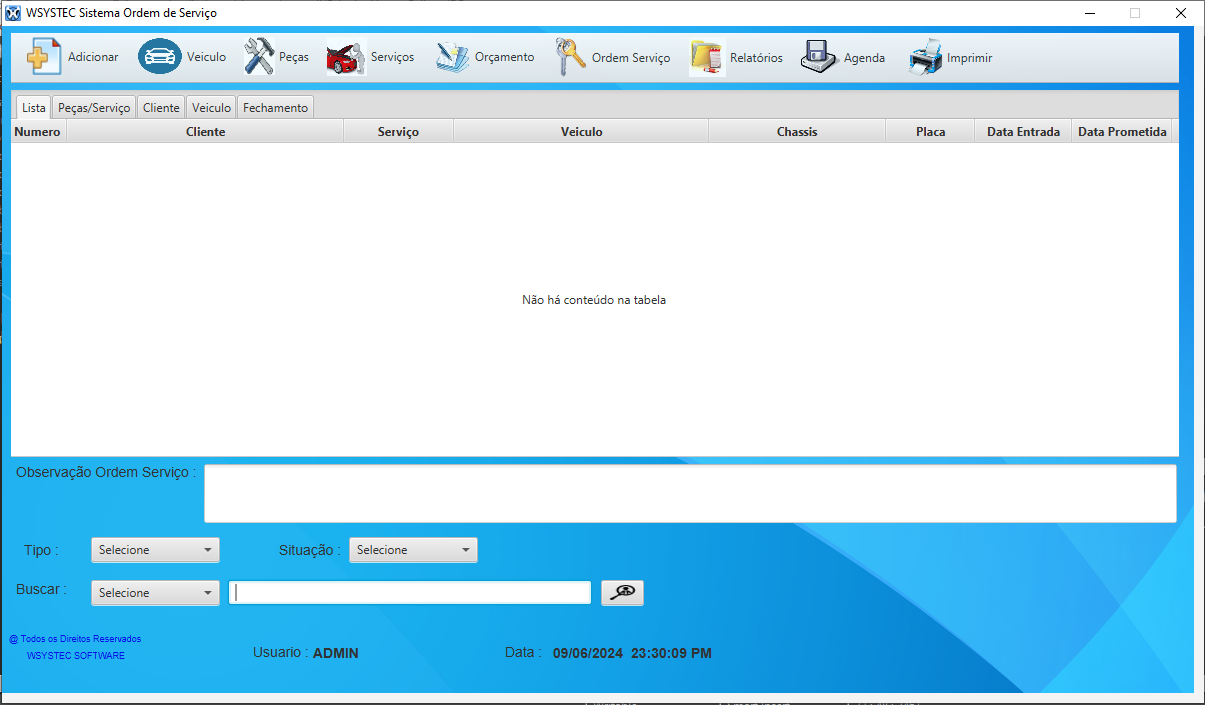 WSYSTEC Sistema Ordem de Serviço
Adicionar Veiculo Peças Serviços Orçamento Ordem Serviço Relatórios Agenda Imprimir
Lista Peças/Serviço Cliente Veiculo Fechamento
Numero Cliente Serviço Veiculo Chassis Placa Data Entrada Data Prometida
Não há conteúdo na tabela
Observação Ordem Serviço :
Tipo : Selecione Situação : Selecione
Buscar : Selecione
@ Todos os Direitos Reservados
WSYSTEC SOFTWARE
Usuario : ADMIN Data : 09/06/2024 23:30:09 PM